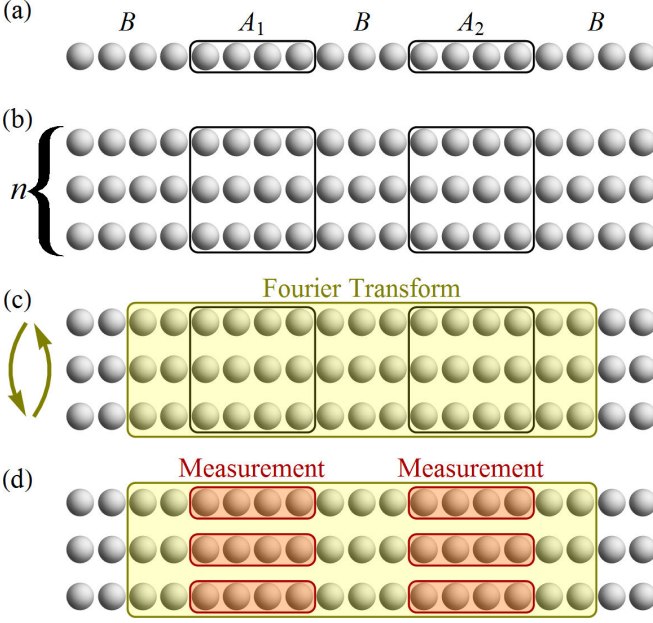 (a) B A₁ B A₂ B
(b)
n
(c) Fourier Transform
(d) Measurement Measurement